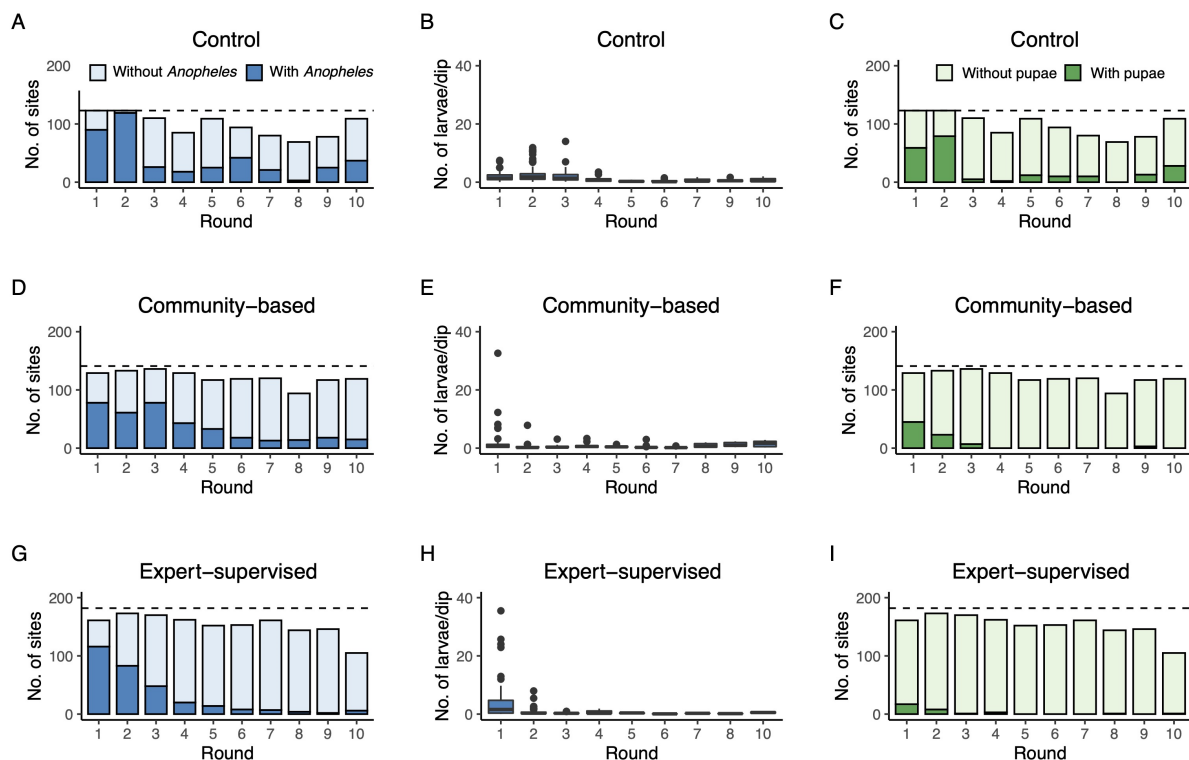 A
Control
No. of sites
200
100
0
Without Anopheles
With Anopheles
1 2 3 4 5 6 7 8 9 10
Round
B
Control
No. of larvae/dip
40
20
0
1 2 3 4 5 6 7 8 9 10
Round
C
Control
No. of sites
200
100
0
Without pupae
With pupae
1 2 3 4 5 6 7 8 9 10
Round
D
Community−based
No. of sites
200
100
0
1 2 3 4 5 6 7 8 9 10
Round
E
Community−based
No. of larvae/dip
40
20
0
1 2 3 4 5 6 7 8 9 10
Round
F
Community−based
No. of sites
200
100
0
1 2 3 4 5 6 7 8 9 10
Round
G
Expert−supervised
No. of sites
200
100
0
1 2 3 4 5 6 7 8 9 10
Round
H
Expert−supervised
No. of larvae/dip
40
20
0
1 2 3 4 5 6 7 8 9 10
Round
I
Expert−supervised
No. of sites
200
100
0
1 2 3 4 5 6 7 8 9 10
Round